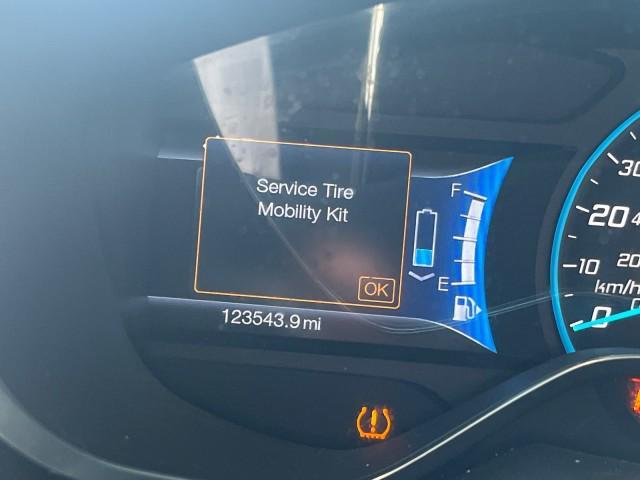 Service Tire
Mobility Kit
OK
123543.9 mi
F
E
30
20
10
0
20
km/h